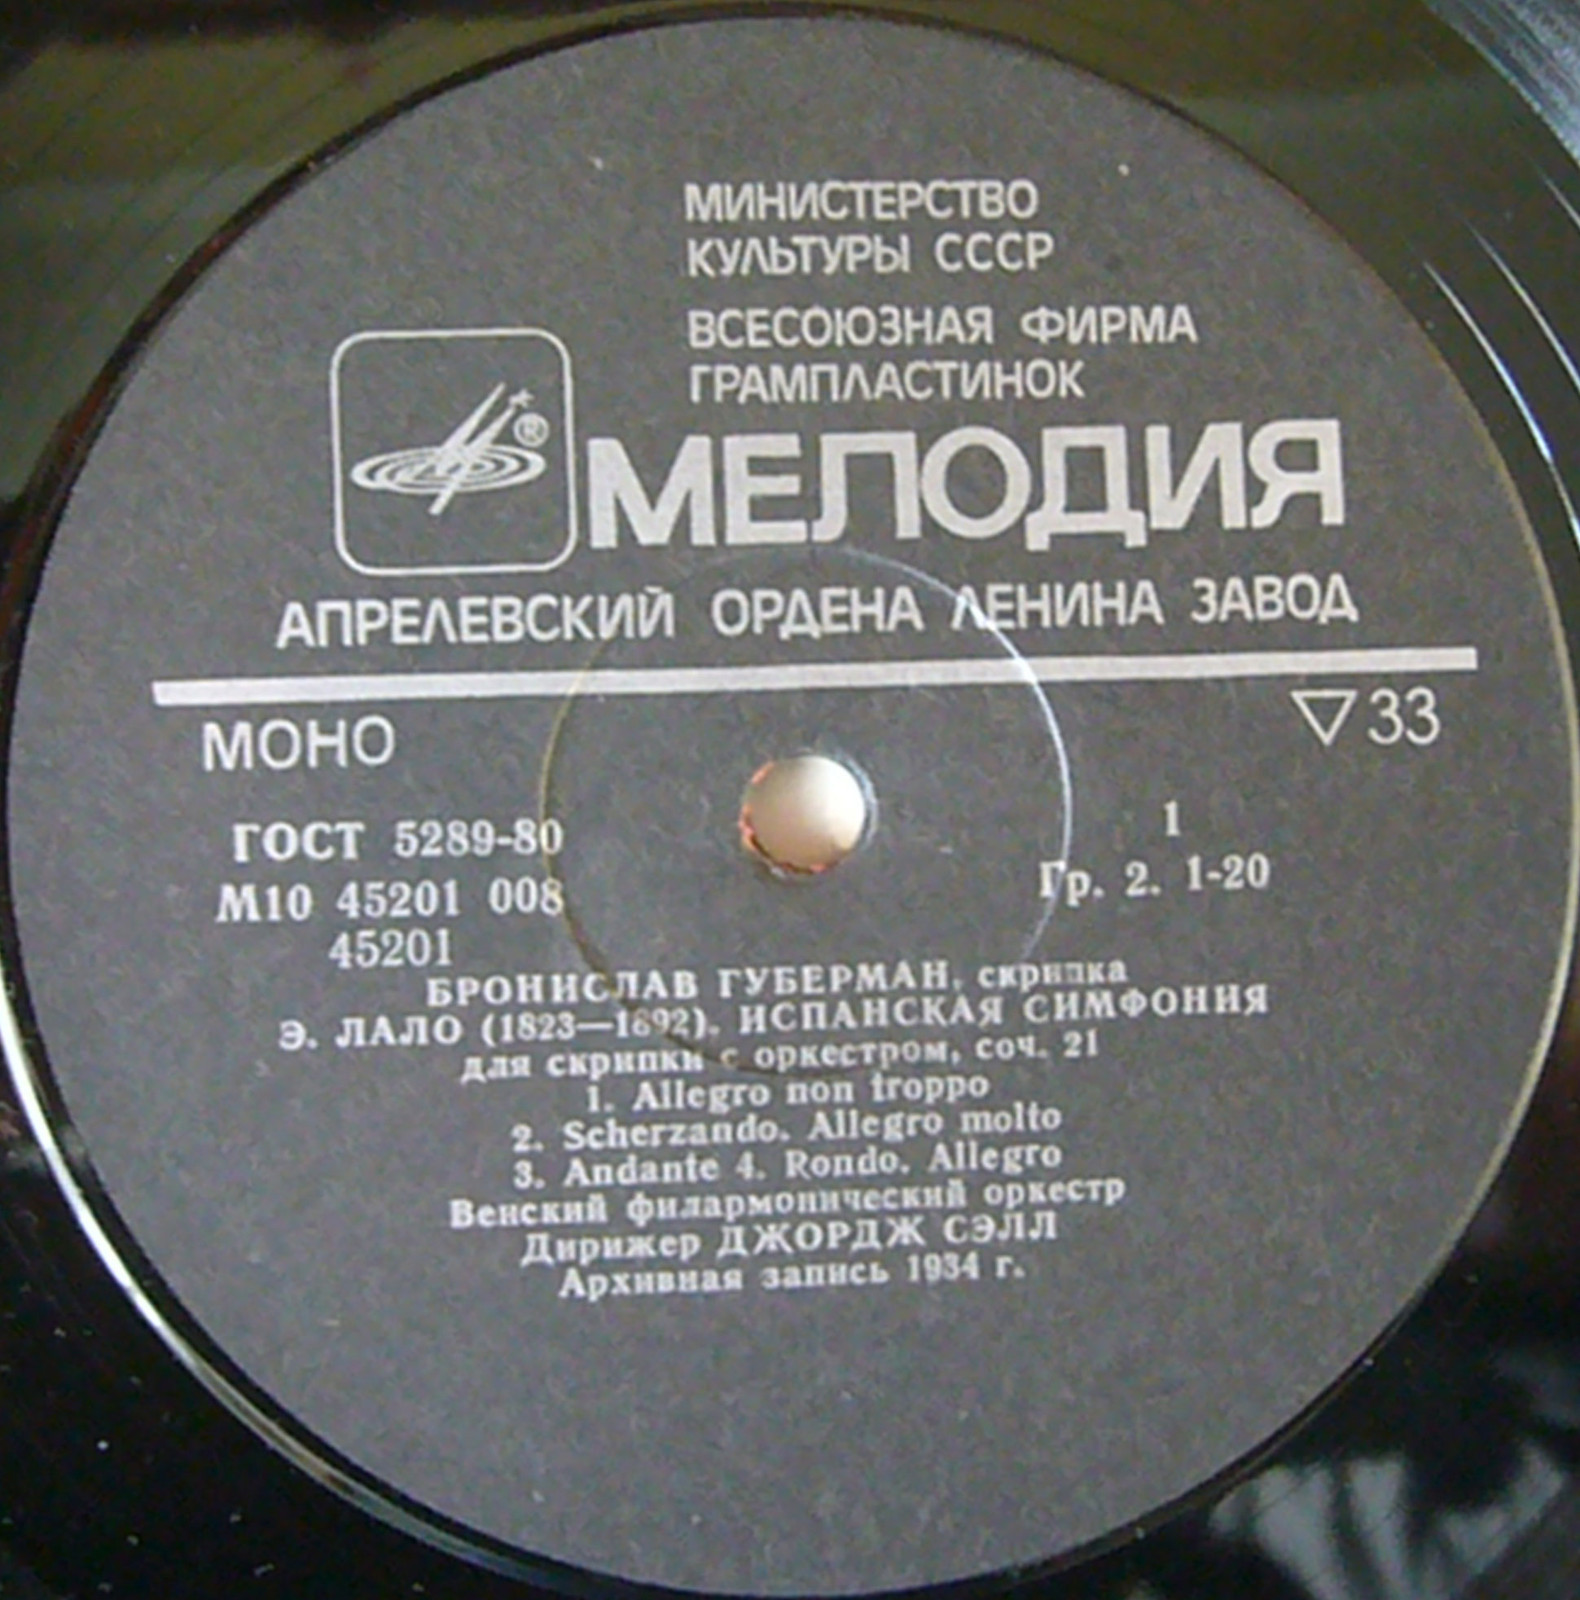 МИНИСТЕРСТВО
КУЛЬТУРЫ СССР
ВСЕСОЮЗНАЯ ФИРМА
ГРАМПЛАСТИНОК
®
МЕЛОДИЯ
АПРЕЛЕВСКИЙ ОРДЕНА ЛЕНИНА ЗАВОД
МОНО
▽33
ГОСТ 5289-80
1
М10 45201 008
Гр. 2. 1-20
45201
БРОНИСЛАВ ГУБЕРМАН, скрипка
Э. ЛАЛО (1823—1892). ИСПАНСКАЯ СИМФОНИЯ
для скрипки с оркестром, соч. 21
1. Allegro non troppo
2. Scherzando. Allegro molto
3. Andante 4. Rondo. Allegro
Венский филармонический оркестр
Дирижер ДЖОРДЖ СЭЛЛ
Архивная запись 1934 г.